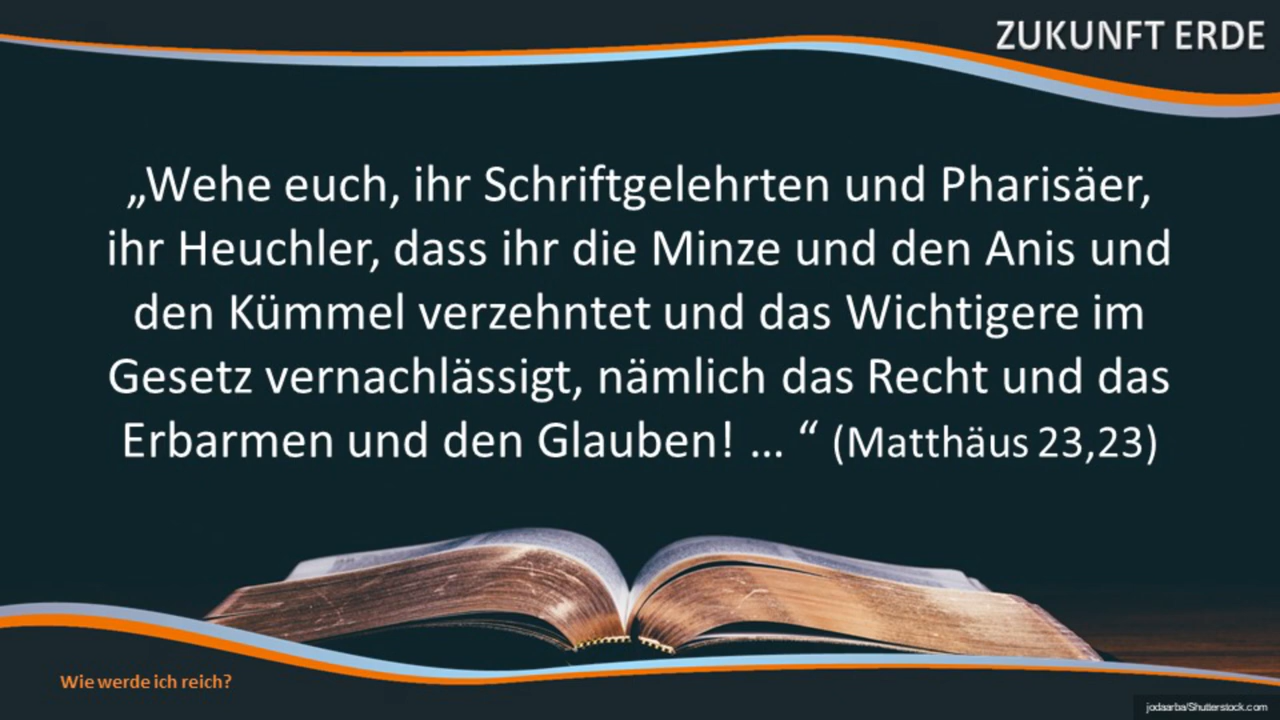 ZUKUNFT ERDE
„Wehe euch, ihr Schriftgelehrten und Pharisäer,
ihr Heuchler, dass ihr die Minze und den Anis und
den Kümmel verzehntet und das Wichtigere im
Gesetz vernachlässigt, nämlich das Recht und das
Erbarmen und den Glauben! ... “ (Matthäus 23,23)
Wie werde ich reich?
jodaarba/Shutterstock.com